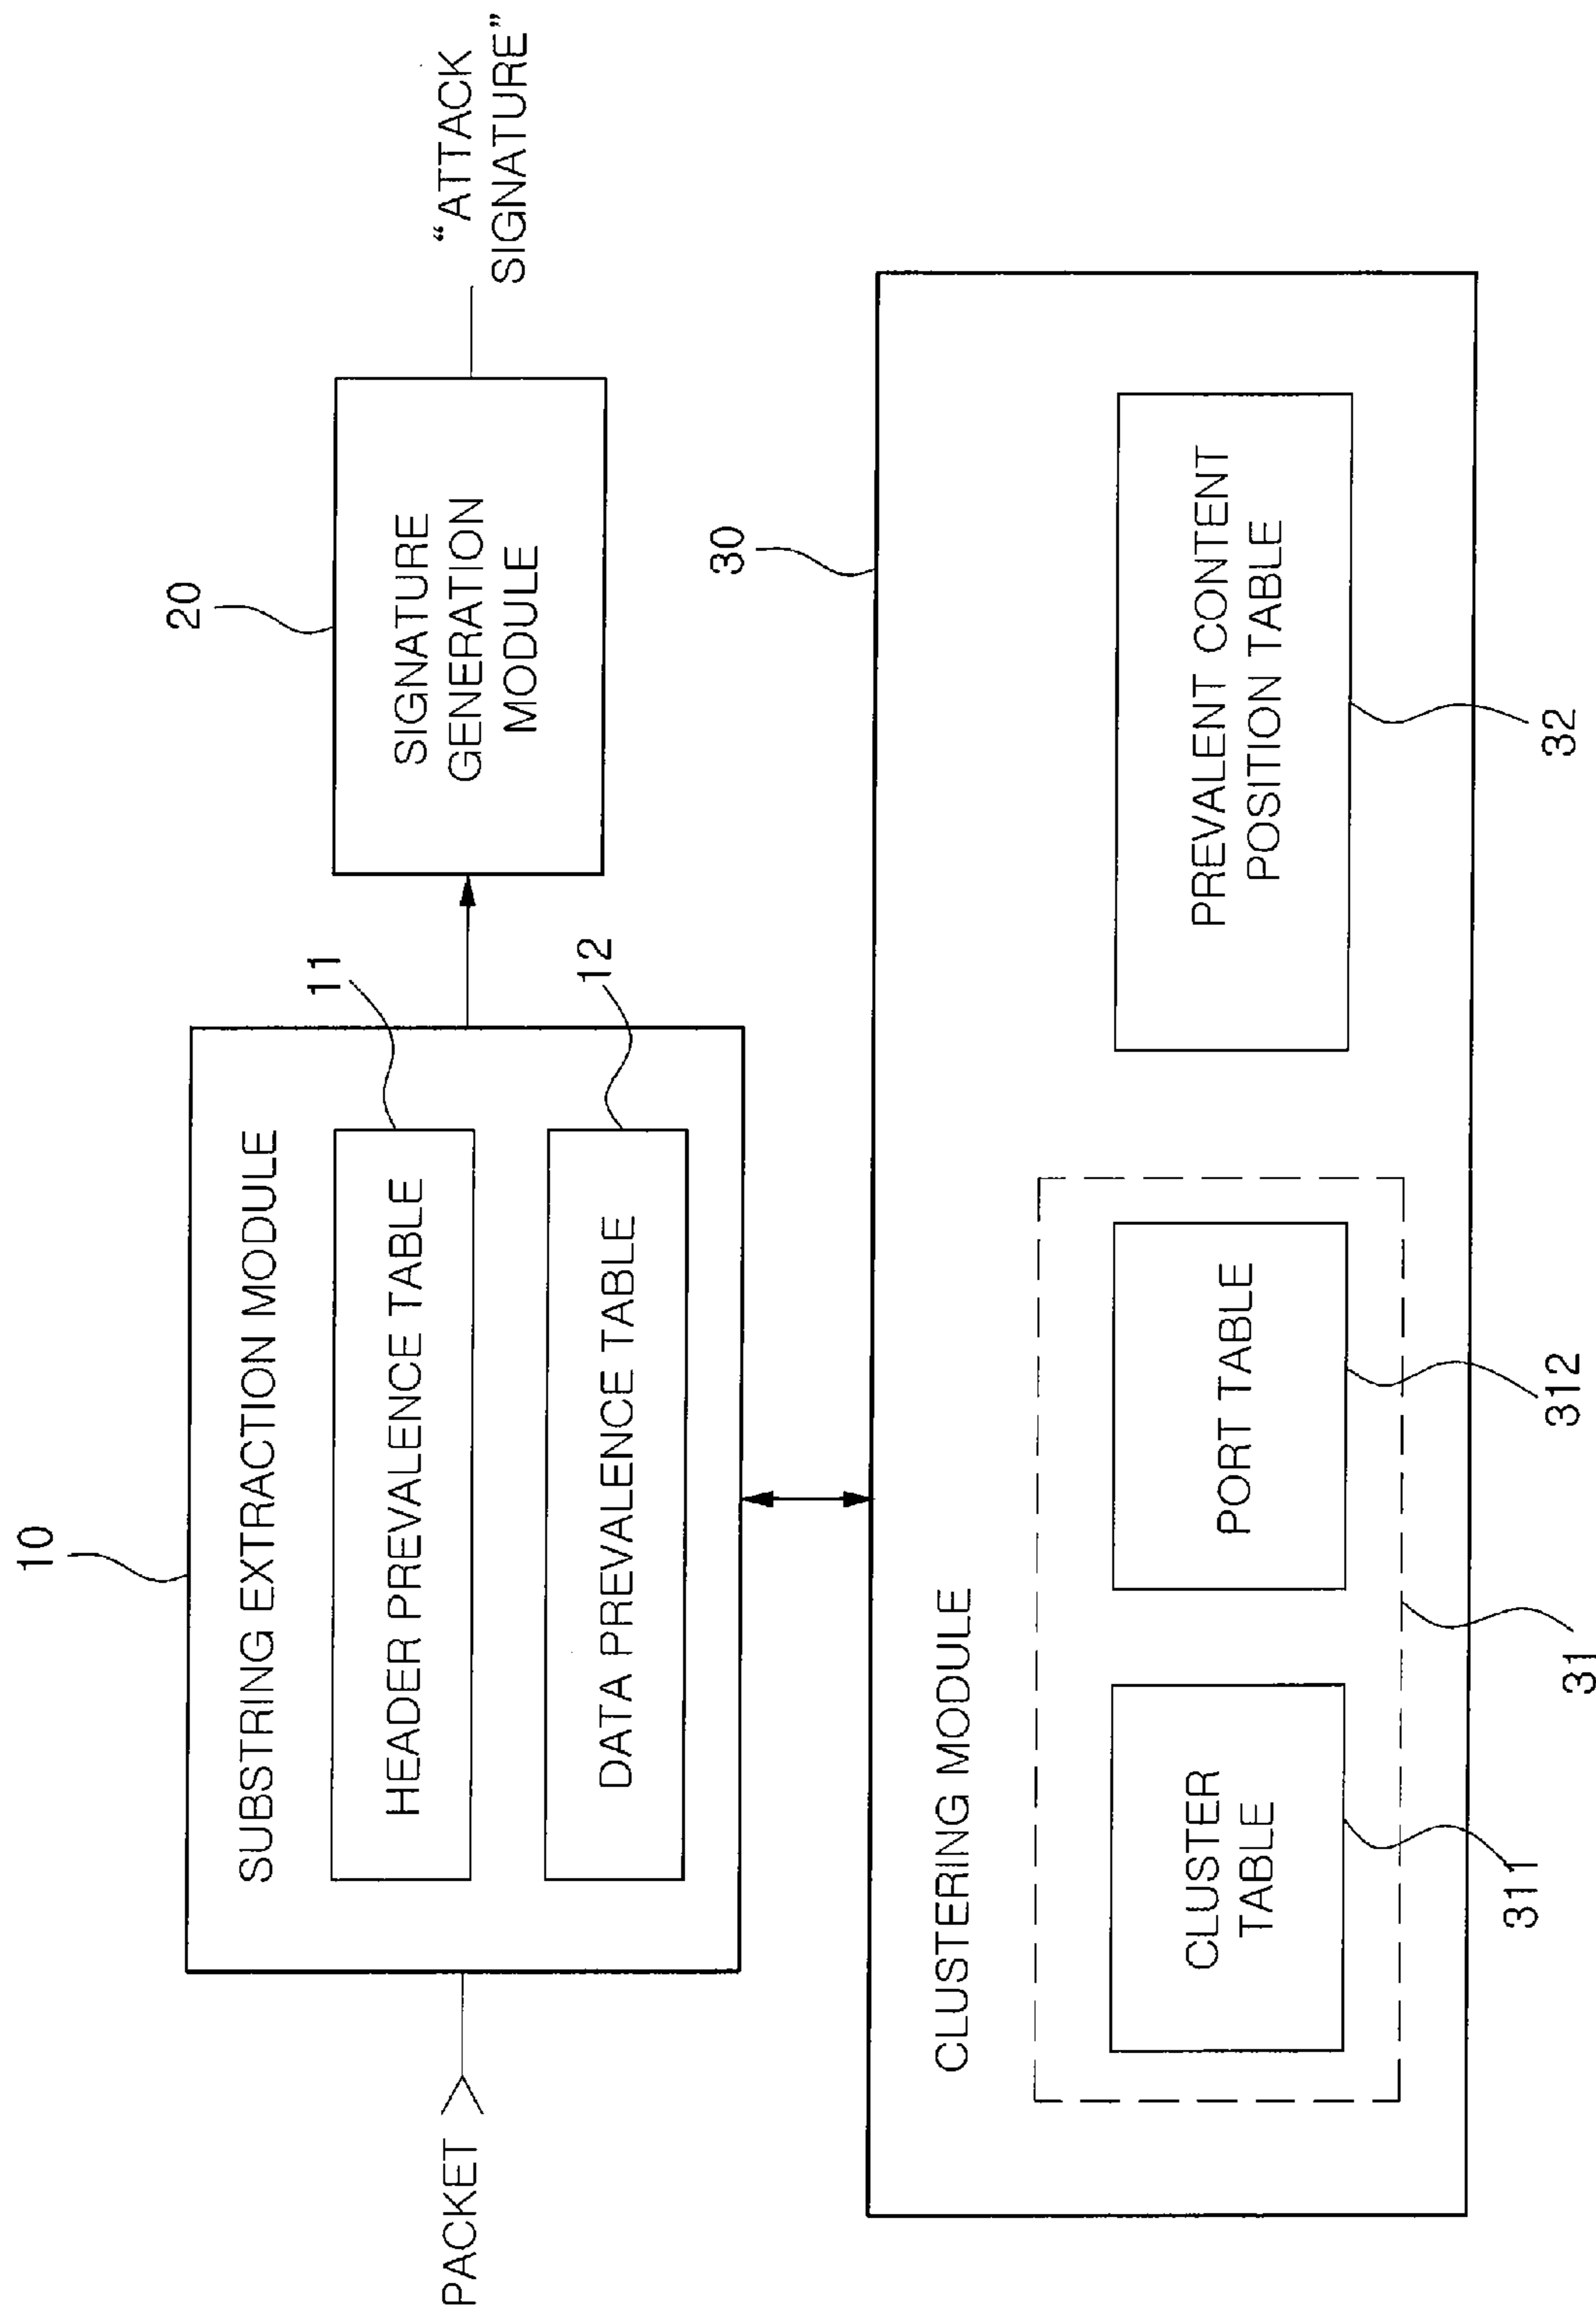 10
SUBSTRING EXTRACTION MODULE
11
HEADER PREVALENCE TABLE
12
DATA PREVALENCE TABLE
PACKET
20
SIGNATURE
GENERATION
MODULE
“ATTACK
SIGNATURE”
30
CLUSTERING MODULE
CLUSTER
TABLE
PORT TABLE
PREVALENT CONTENT
POSITION TABLE
311
31
312
32